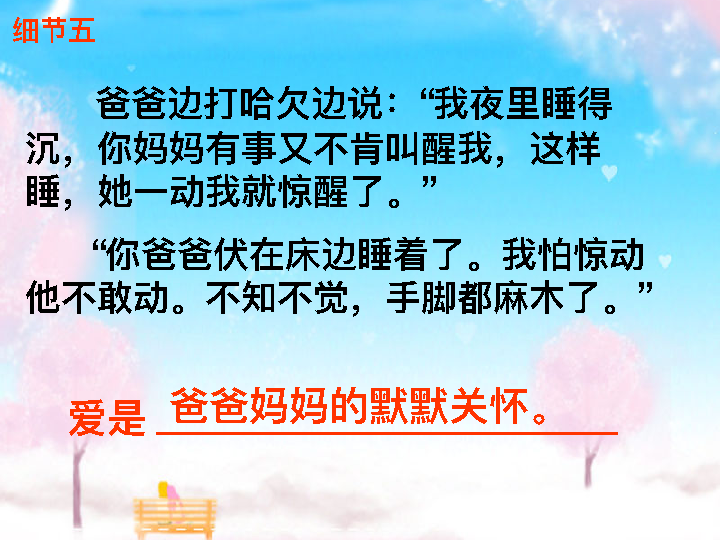 细节五
爸爸边打哈欠边说：“我夜里睡得
沉，你妈妈有事又不肯叫醒我，这样
睡，她一动我就惊醒了。”
“你爸爸伏在床边睡着了。我怕惊动
他不敢动。不知不觉，手脚都麻木了。”
爱是 爸爸妈妈的默默关怀。